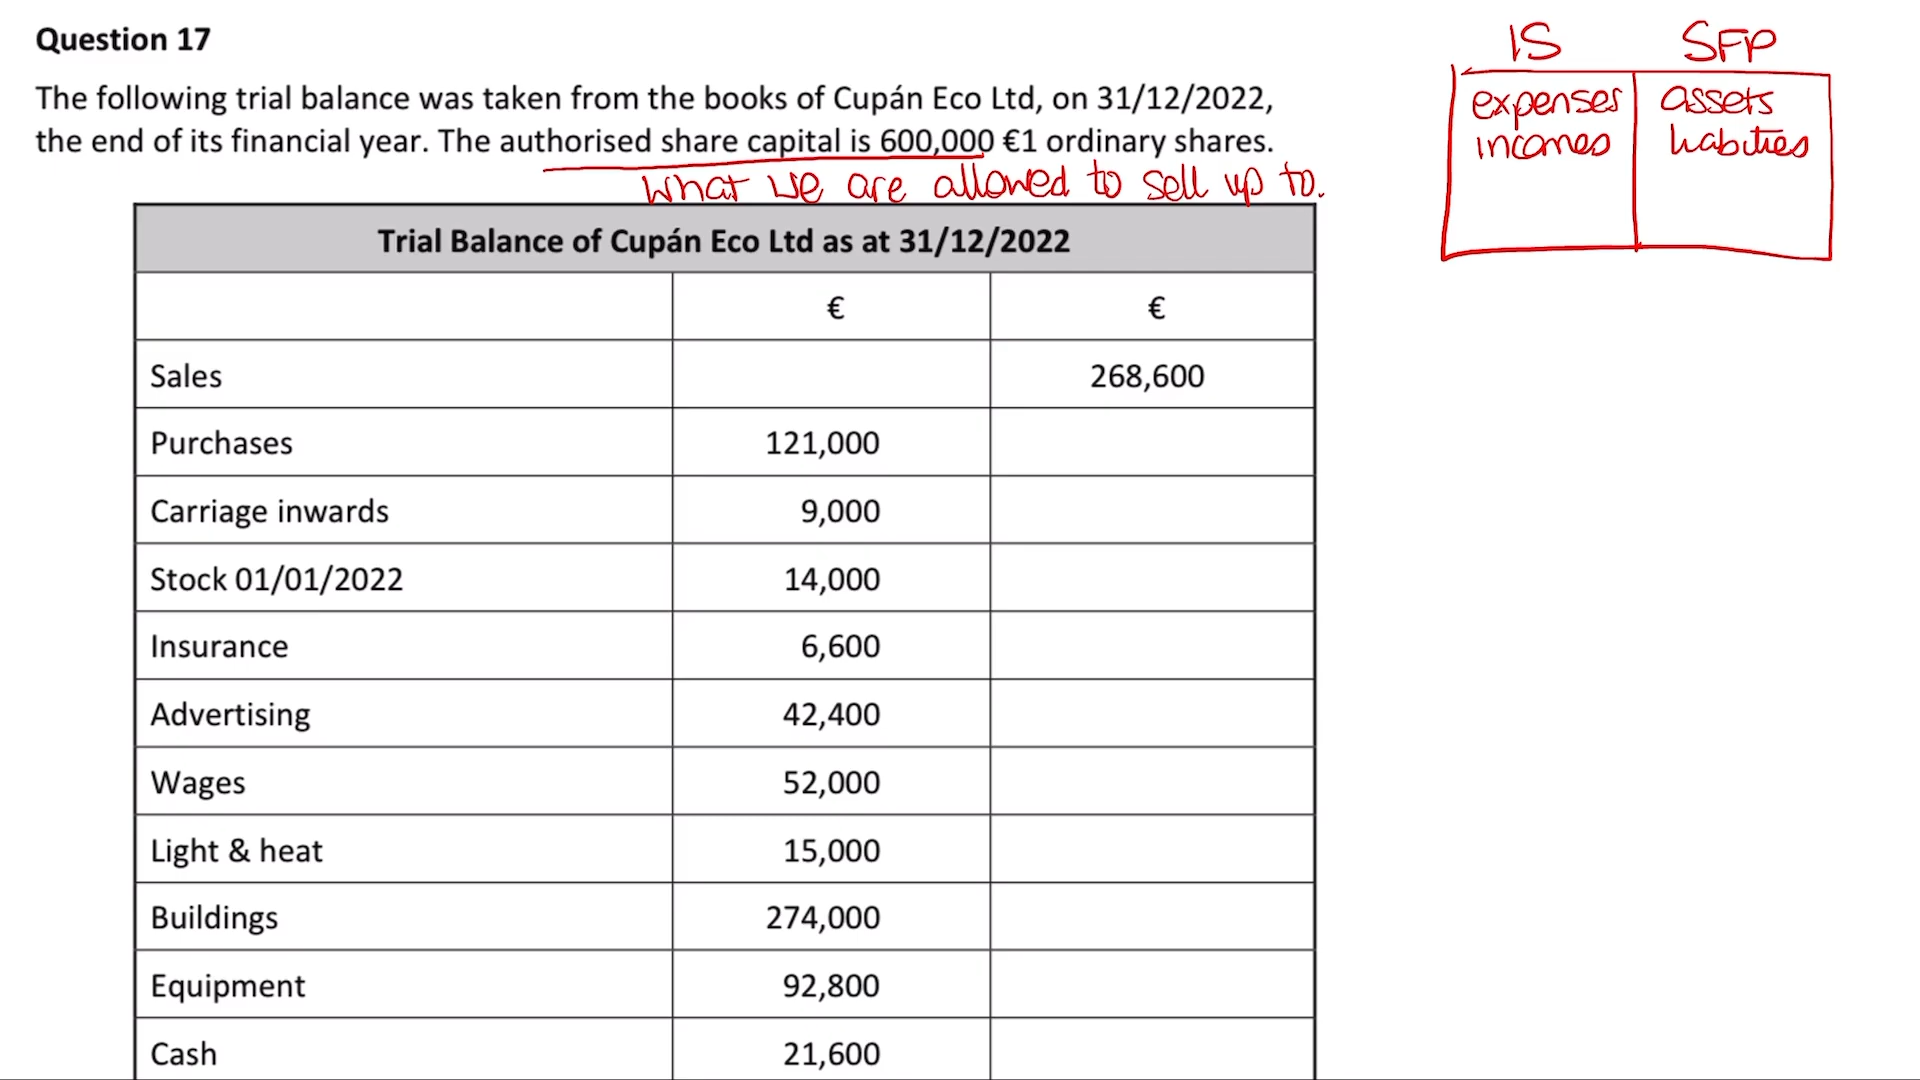 Question 17
The following trial balance was taken from the books of Cupán Eco Ltd, on 31/12/2022,
the end of its financial year. The authorised share capital is 600,000 €1 ordinary shares.
what we are allowed to sell up to.
IS SFP
expenses assets
incomes liabilities
Trial Balance of Cupán Eco Ltd as at 31/12/2022
€ €
Sales 268,600
Purchases 121,000
Carriage inwards 9,000
Stock 01/01/2022 14,000
Insurance 6,600
Advertising 42,400
Wages 52,000
Light & heat 15,000
Buildings 274,000
Equipment 92,800
Cash 21,600